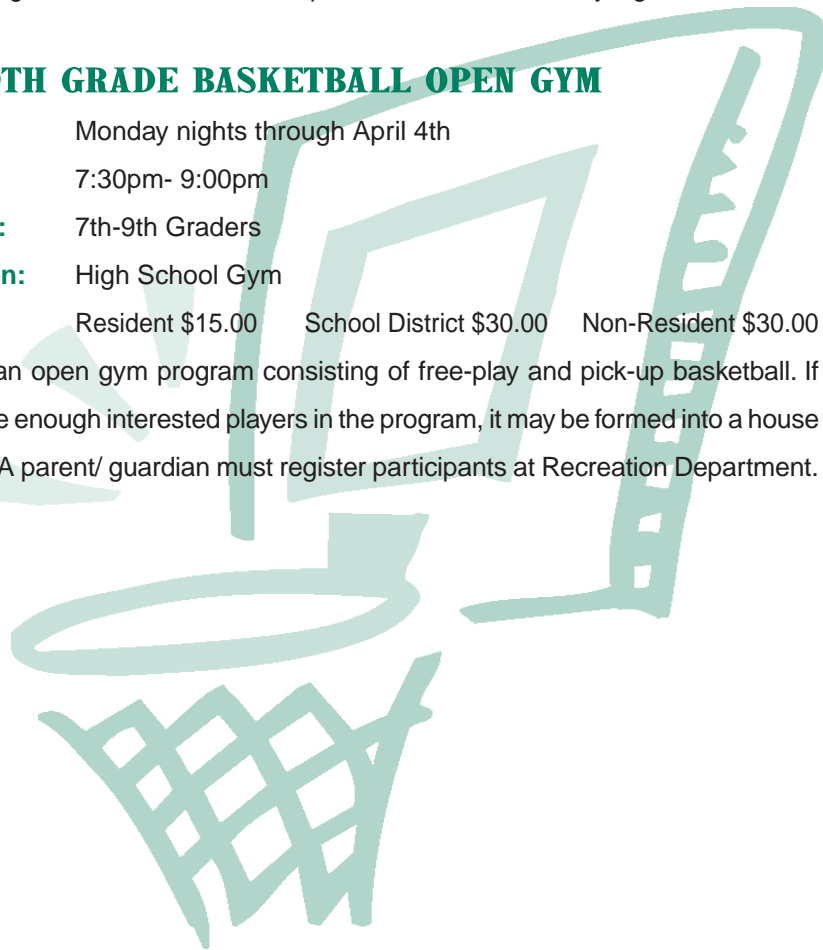 TH GRADE BASKETBALL OPEN GYM
Monday nights through April 4th
7:30pm- 9:00pm
: 7th-9th Graders
n: High School Gym
Resident $15.00 School District $30.00 Non-Resident $30.00
an open gym program consisting of free-play and pick-up basketball. If
e enough interested players in the program, it may be formed into a house
A parent/ guardian must register participants at Recreation Department.